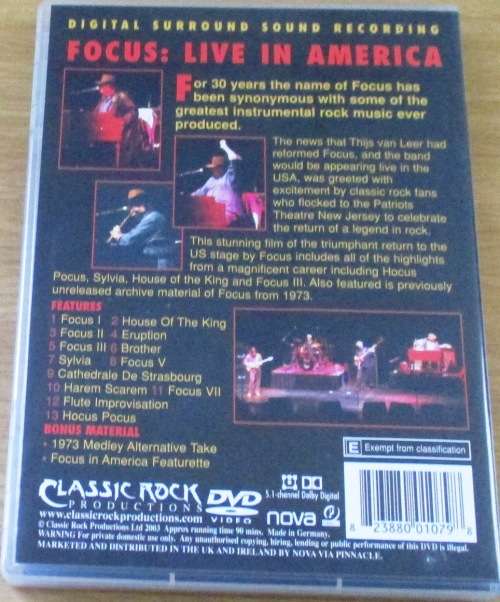 DIGITAL SURROUND SOUND RECORDING
FOCUS: LIVE IN AMERICA
For 30 years the name of Focus has
been synonymous with some of the
greatest instrumental rock music ever
produced.
The news that Thijs van Leer had
reformed Focus, and the band
would be appearing live in the
USA, was greeted with
excitement by classic rock fans
who flocked to the Patriots
Theatre New Jersey to celebrate
the return of a legend in rock.
This stunning film of the triumphant return to the
US stage by Focus includes all of the highlights
from a magnificent career including Hocus
Pocus, Sylvia, House of the King and Focus III. Also featured is previously
unreleased archive material of Focus from 1973.
FEATURES
1 Focus I 2 House Of The King
3 Focus II 4 Eruption
5 Focus III 6 Brother
7 Sylvia 8 Focus V
9 Cathedrale De Strasbourg
10 Harem Scarem 11 Focus VII
12 Flute Improvisation
13 Hocus Pocus
BONUS MATERIAL
• 1973 Medley Alternative Take
• Focus in America Featurette
E Exempt from classification
CLASSIC ROCK
PRODUCTIONS
www.classicrockproductions.com
DVD
VIDEO
5.1-channel Dolby Digital
nova
8 23880 01079 8
© Classic Rock Productions Ltd 2003 Approx running time 90 mins. Made in Germany.
WARNING For private domestic use only. Any unauthorised copying, hiring, lending or public performance of this DVD is illegal.
MARKETED AND DISTRIBUTED IN THE UK AND IRELAND BY NOVA VIA PINNACLE.